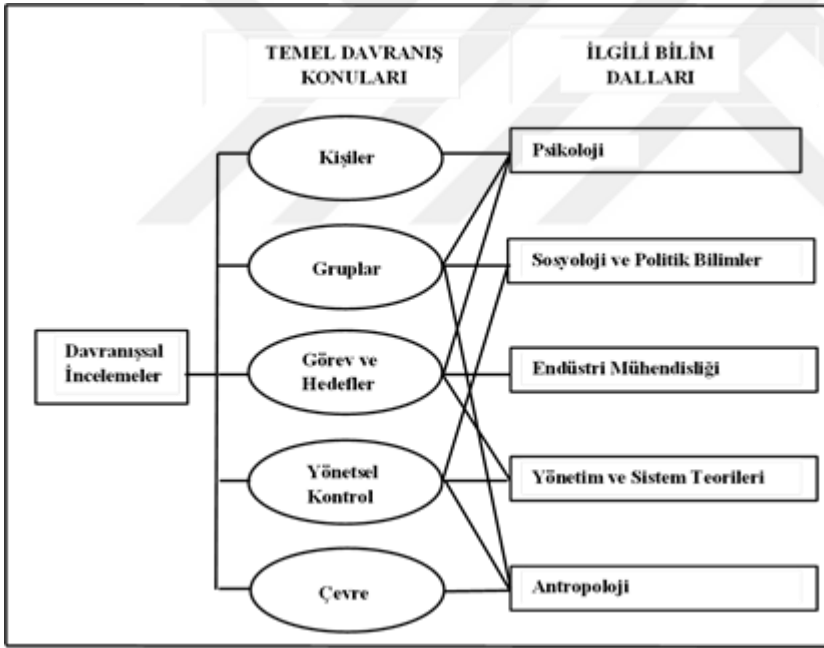 TEMEL DAVRANIŞ
KONULARI
İLGİLİ BİLİM
DALLARI
Kişiler
Psikoloji
Gruplar
Sosyoloji ve Politik Bilimler
Davranışsal
İncelemeler
Görev ve
Hedefler
Endüstri Mühendisliği
Yönetsel
Kontrol
Yönetim ve Sistem Teorileri
Çevre
Antropoloji